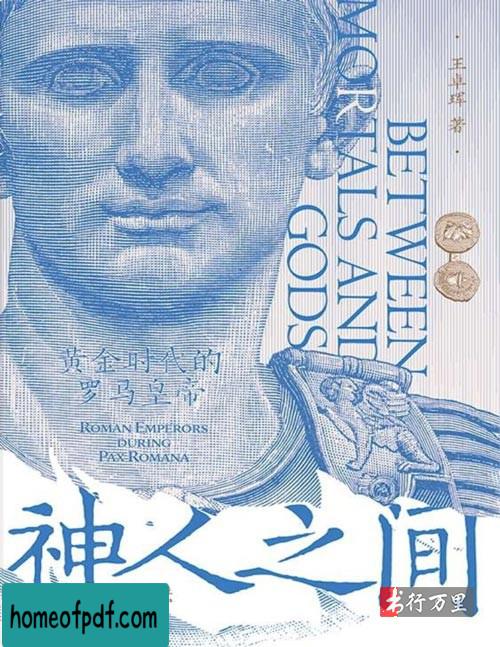 · 王卓珲 著 ·
BETWEEN
MORTALS AND
GODS
黄金时代的
罗马皇帝
ROMAN EMPERORS
DURING
PAX ROMANA
神人之间
书行万里
homeofpdf.com